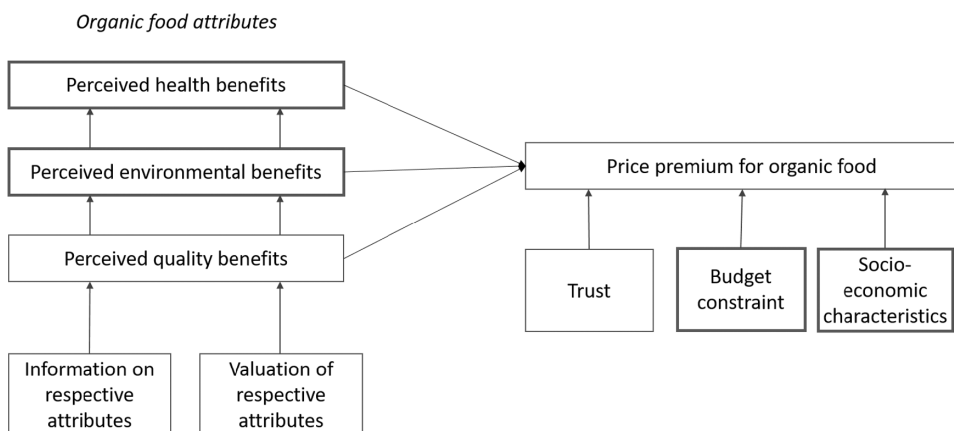 Organic food attributes
Perceived health benefits
Perceived environmental benefits
Perceived quality benefits
Information on
respective
attributes
Valuation of
respective
attributes
Price premium for organic food
Trust
Budget
constraint
Socio-
economic
characteristics